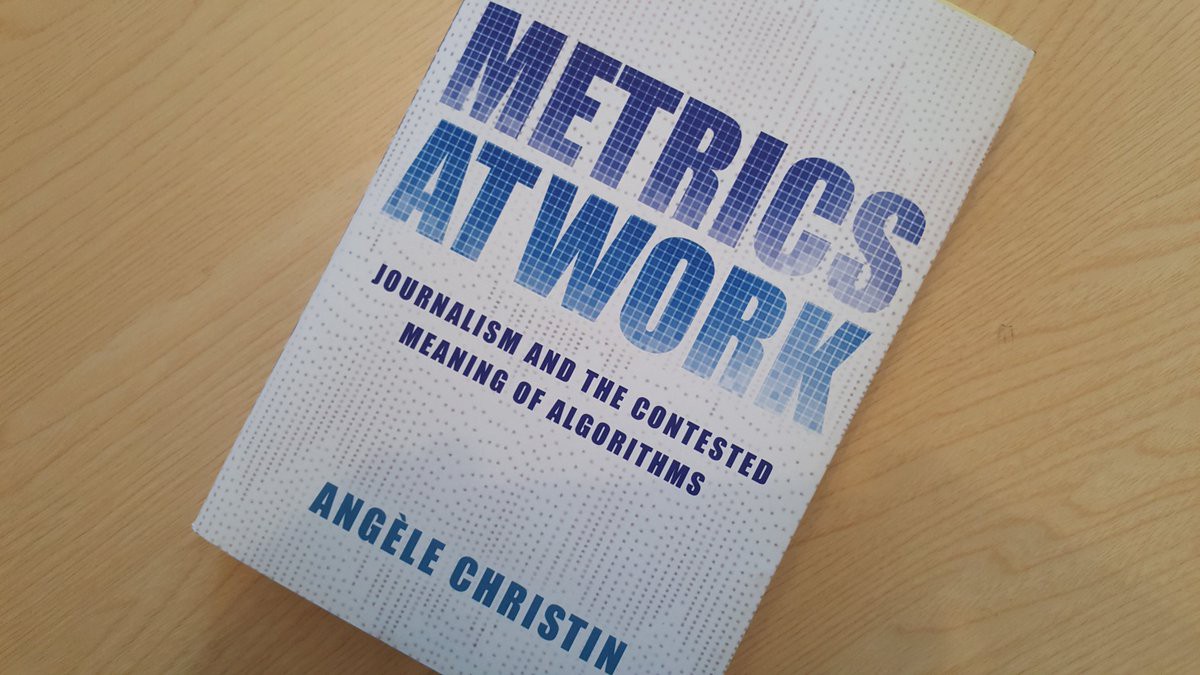 METRICS
AT WORK
JOURNALISM AND THE CONTESTED
MEANING OF ALGORITHMS
ANGÈLE CHRISTIN